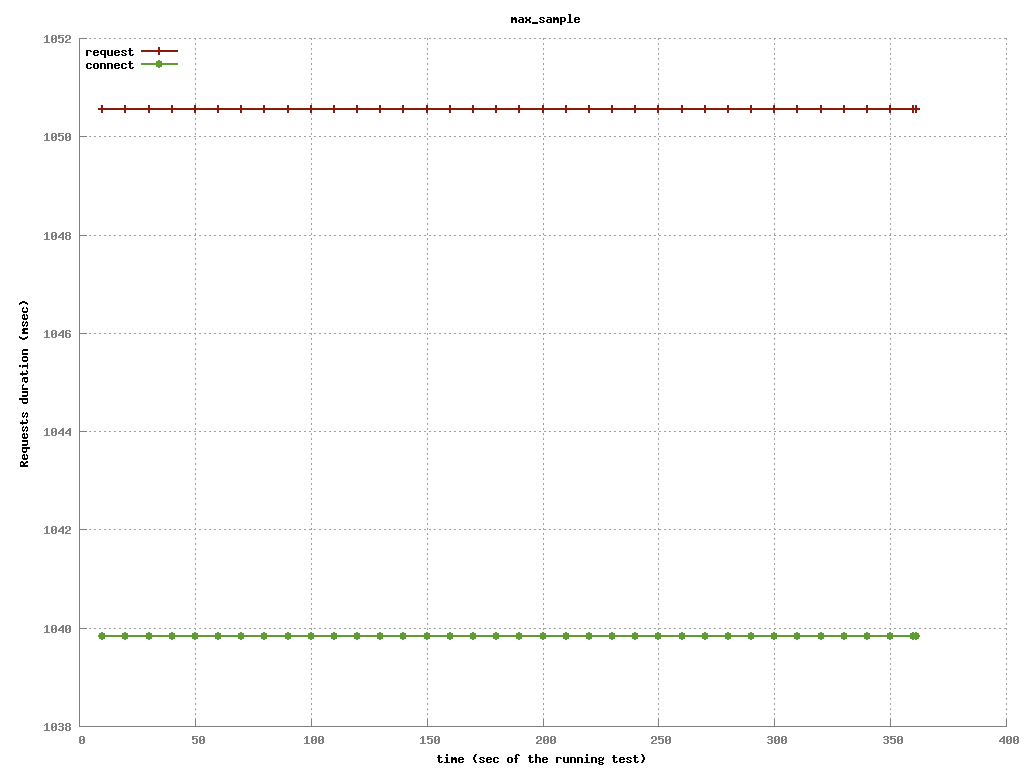 max_sample
1052
request
connect
1050
1048
1046
1044
1042
1040
1038
Requests duration (msec)
0 50 100 150 200 250 300 350 400
time (sec of the running test)